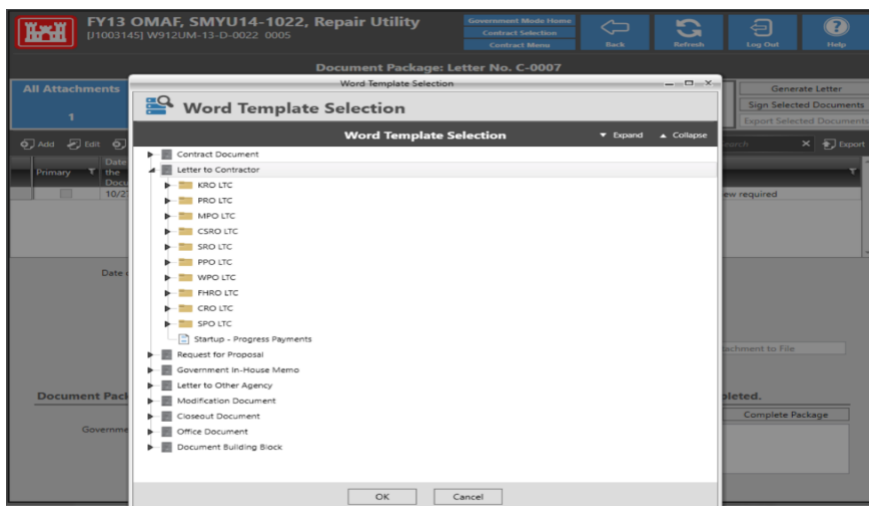 FY13 OMAF, SMYU14-1022, Repair Utility
[J1003145] W912UM-13-D-0022 0005
Government Mode Home
Contract Selection
Contract Menu
Back
Refresh
Log Out
Help
Document Package: Letter No. C-0007
All Attachments
1
Generate Letter
Sign Selected Documents
Export Selected Documents
Add
Edit
Export
Primary
Date
the
Docu
10/2
ew required
Date
Word Template Selection
Word Template Selection
Word Template Selection
Expand
Collapse
Contract Document
Letter to Contractor
KRO LTC
PRO LTC
MPO LTC
CSRO LTC
SRO LTC
PPO LTC
WPO LTC
FHRO LTC
CRO LTC
SPO LTC
Startup - Progress Payments
Request for Proposal
Government In-House Memo
Letter to Other Agency
Modification Document
Closeout Document
Office Document
Document Building Block
OK
Cancel
tachment to File
Document Pack
pleted.
Complete Package
Governme